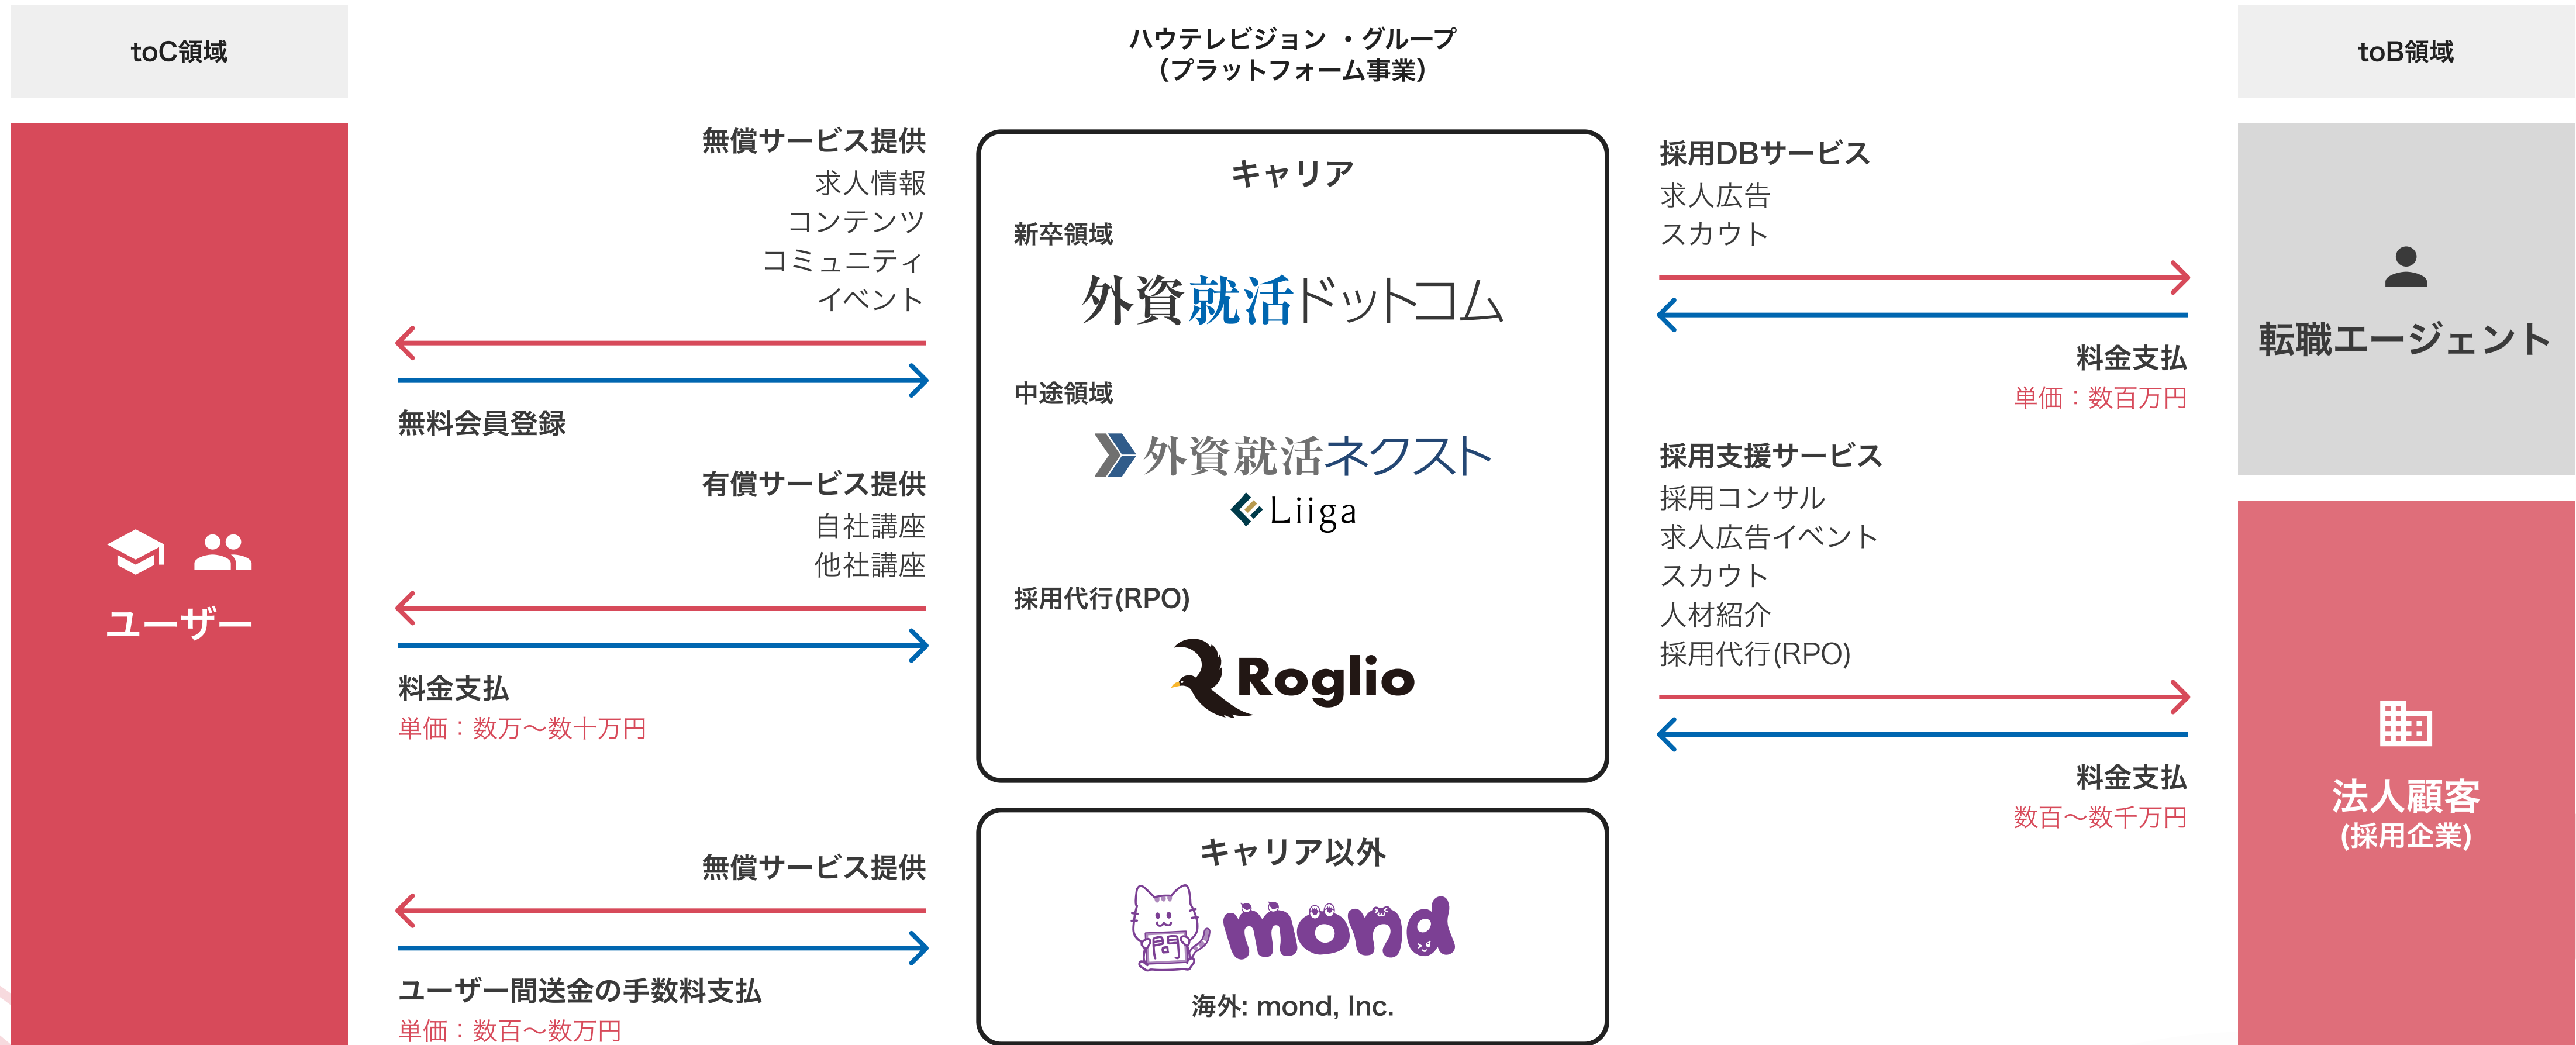 toC領域
ハウテレビジョン ・グループ
(プラットフォーム事業)
toB領域
ユーザー
無償サービス提供
求人情報
コンテンツ
コミュニティ
イベント
無料会員登録
有償サービス提供
自社講座
他社講座
料金支払
単価：数万〜数十万円
無償サービス提供
ユーザー間送金の手数料支払
単価：数百〜数万円
キャリア
新卒領域
外資就活ドットコム
中途領域
外資就活ネクスト
Liiga
採用代行(RPO)
Roglio
キャリア以外
問
mond
海外: mond, Inc.
採用DBサービス
求人広告
スカウト
料金支払
単価：数百万円
採用支援サービス
採用コンサル
求人広告イベント
スカウト
人材紹介
採用代行(RPO)
料金支払
数百〜数千万円
転職エージェント
法人顧客
(採用企業)